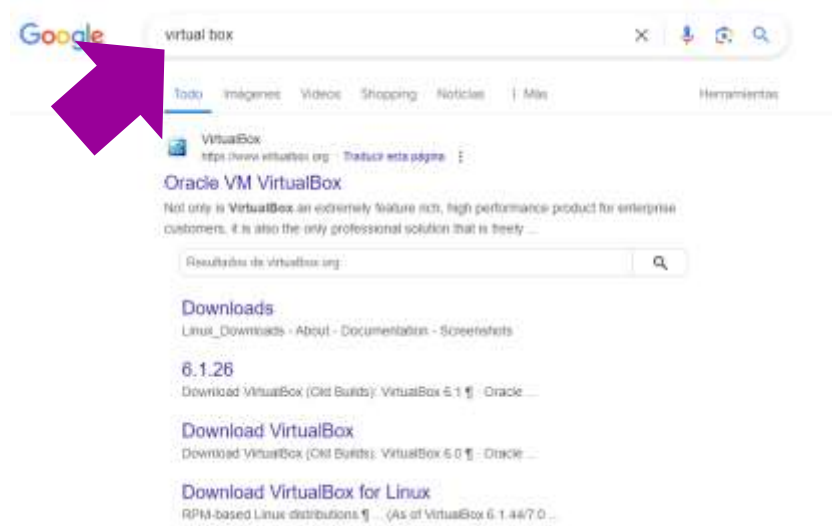 Google
virtual box
Todo Imágenes Videos Shopping Noticias Más Herramientas
VirtualBox
https://www.virtualbox.org Traducir esta página
Oracle VM VirtualBox
Not only is VirtualBox an extremely feature rich, high performance product for enterprise
customers, it is also the only professional solution that is freely ...
Resultados de virtualbox.org
Downloads
Linux_Downloads - About - Documentation - Screenshots
6.1.26
Download VirtualBox (Old Builds): VirtualBox 6.1 ¶ · Oracle ...
Download VirtualBox
Download VirtualBox (Old Builds): VirtualBox 6.0 ¶ · Oracle ...
Download VirtualBox for Linux
RPM-based Linux distributions ¶ ... (As of VirtualBox 6.1.44/7.0 ...